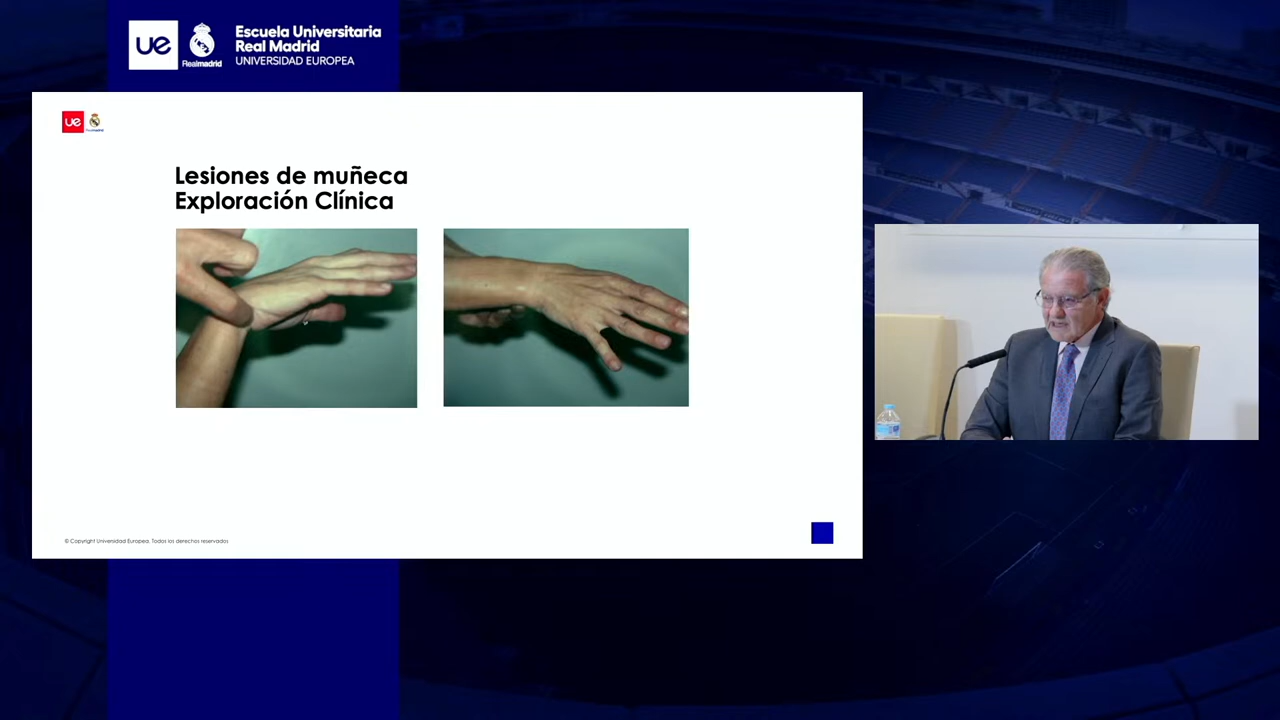 ue
Realmadrid
Escuela Universitaria
Real Madrid
UNIVERSIDAD EUROPEA
ue
Realmadrid
Lesiones de muñeca
Exploración Clínica
© Copyright Universidad Europea. Todos los derechos reservados